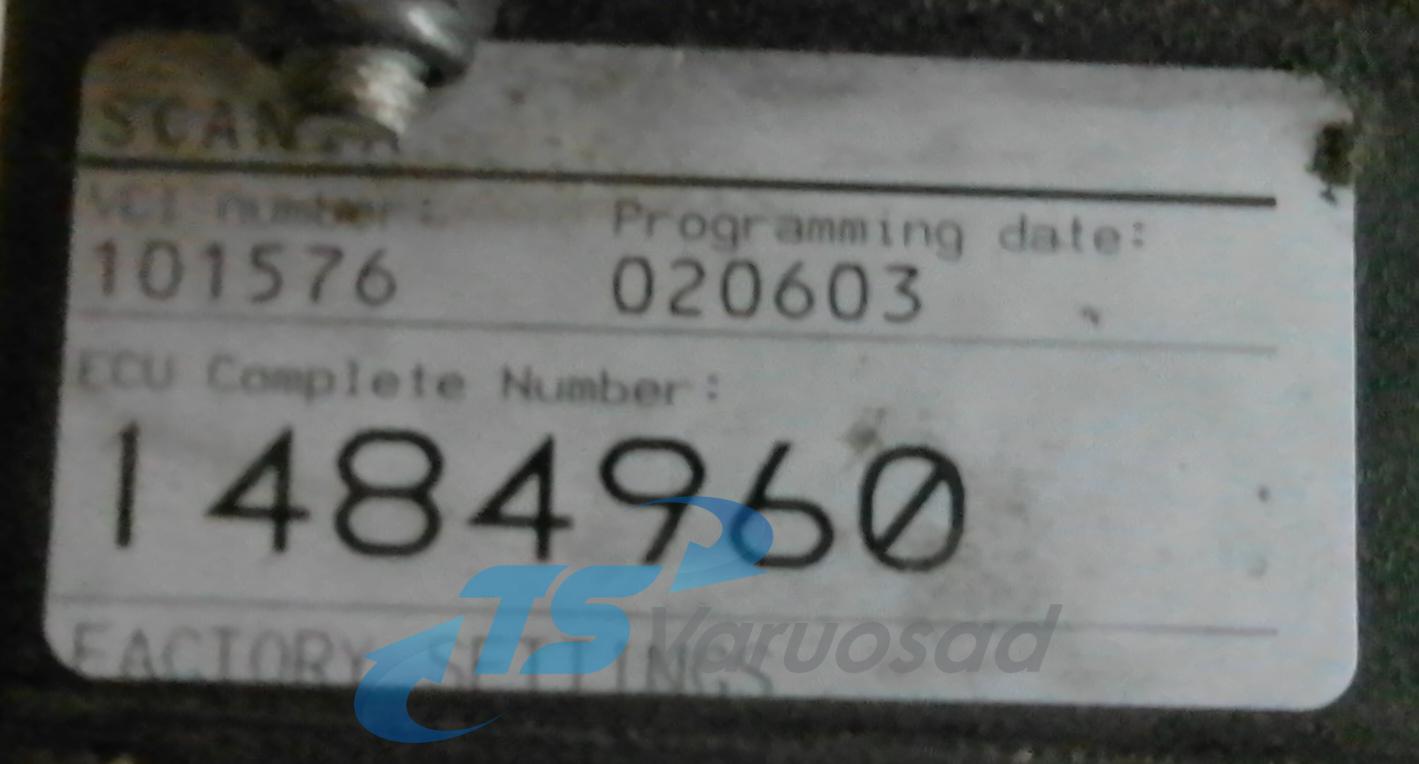 SCANIA
VCI number: Programming date:
101576 020603
ECU Complete Number:
1484960
FACTORY SETTINGS
TS Varuosad